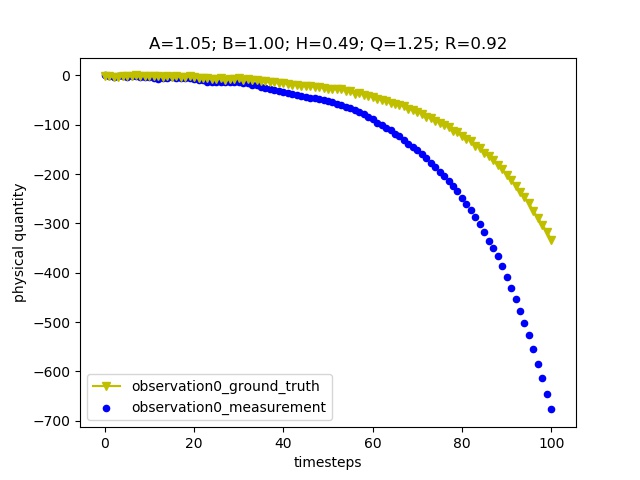 A=1.05; B=1.00; H=0.49; Q=1.25; R=0.92
physical quantity
0
−100
−200
−300
−400
−500
−600
−700
observation0_ground_truth
observation0_measurement
0 20 40 60 80 100
timesteps